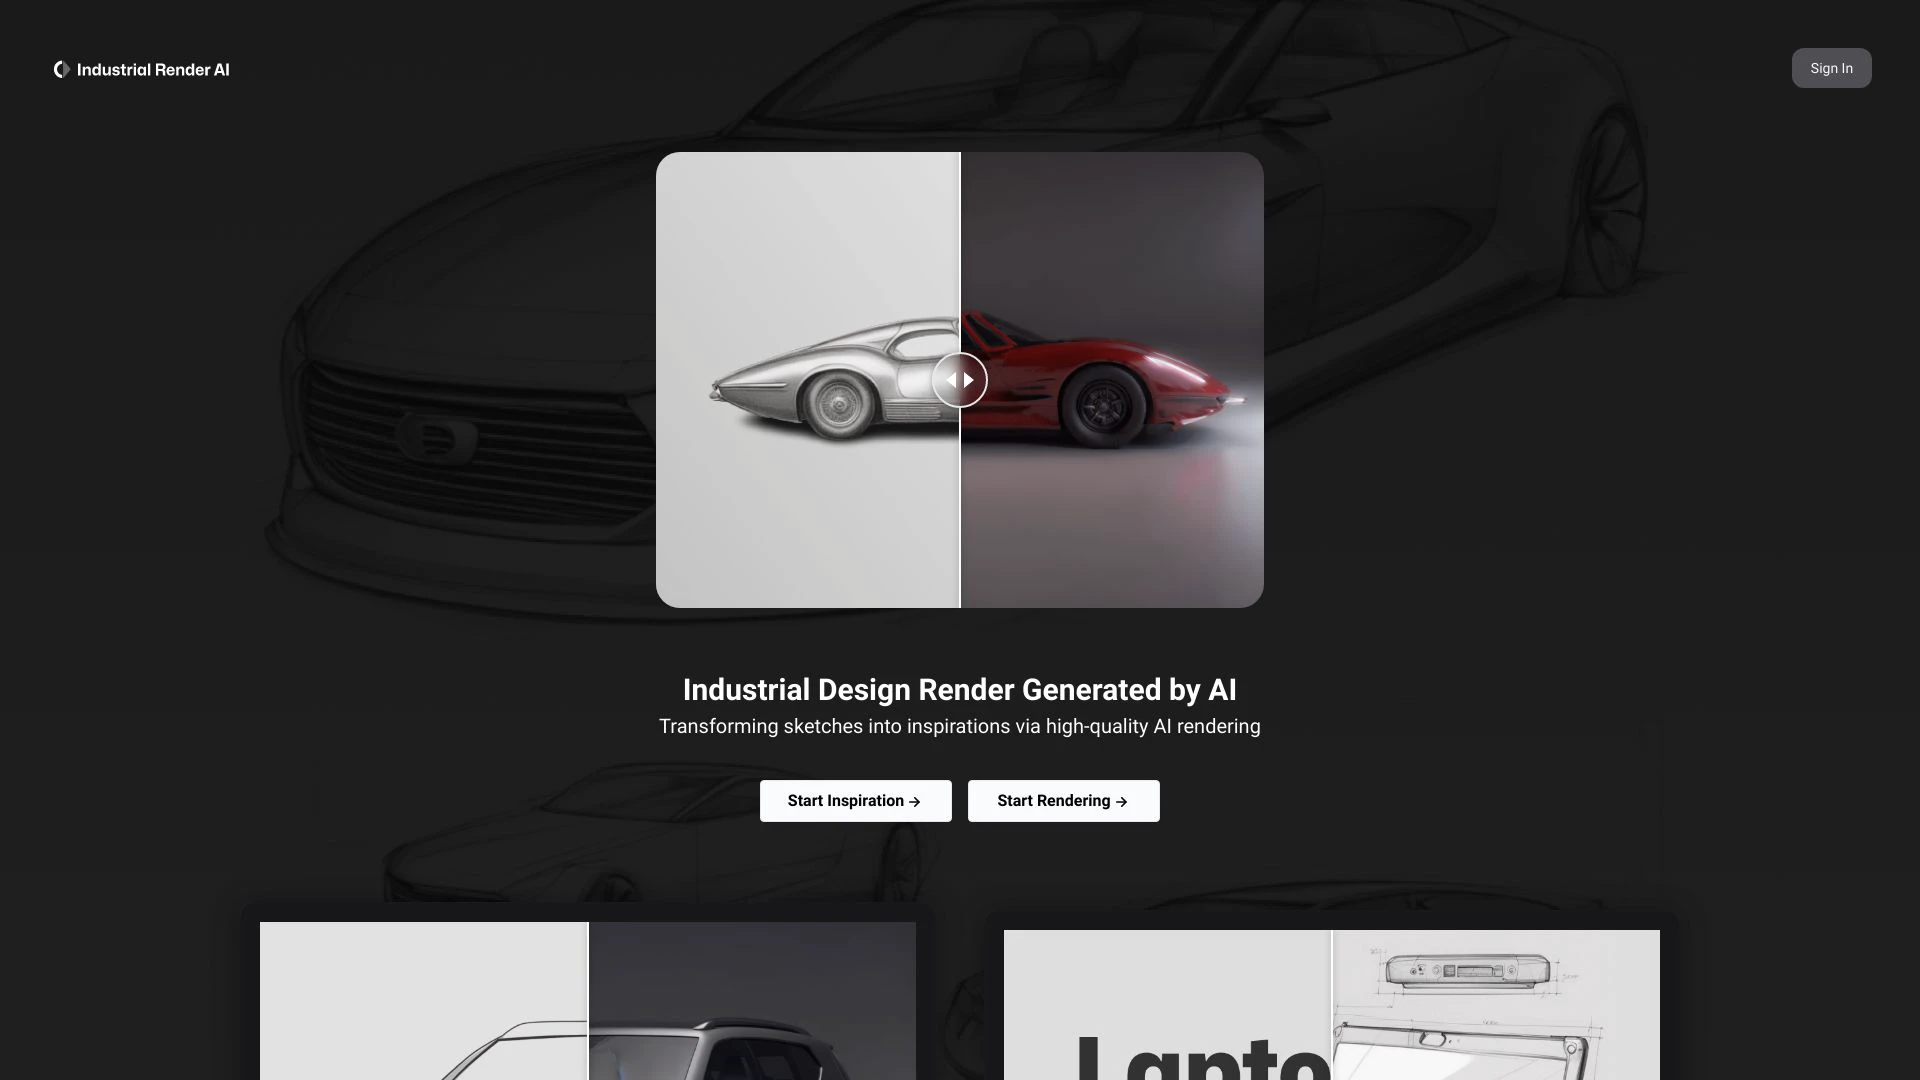 Industrial Render AI
Sign In
Industrial Design Render Generated by AI
Transforming sketches into inspirations via high-quality AI rendering
Start Inspiration →
Start Rendering →